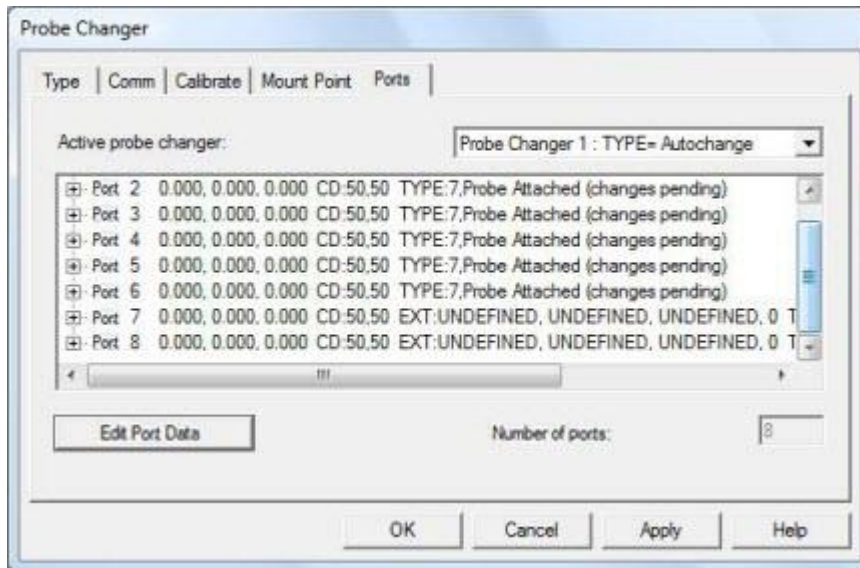 Probe Changer
Type Comm Calibrate Mount Point Ports
Active probe changer: Probe Changer 1 : TYPE= Autochange
Port 2 0.000, 0.000, 0.000 CD:50,50 TYPE:7,Probe Attached (changes pending)
Port 3 0.000, 0.000, 0.000 CD:50,50 TYPE:7,Probe Attached (changes pending)
Port 4 0.000, 0.000, 0.000 CD:50,50 TYPE:7,Probe Attached (changes pending)
Port 5 0.000, 0.000, 0.000 CD:50,50 TYPE:7,Probe Attached (changes pending)
Port 6 0.000, 0.000, 0.000 CD:50,50 TYPE:7,Probe Attached (changes pending)
Port 7 0.000, 0.000, 0.000 CD:50,50 EXT:UNDEFINED, UNDEFINED, UNDEFINED, 0 T
Port 8 0.000, 0.000, 0.000 CD:50,50 EXT:UNDEFINED, UNDEFINED, UNDEFINED, 0 T
Edit Port Data Number of ports: 8
OK Cancel Apply Help